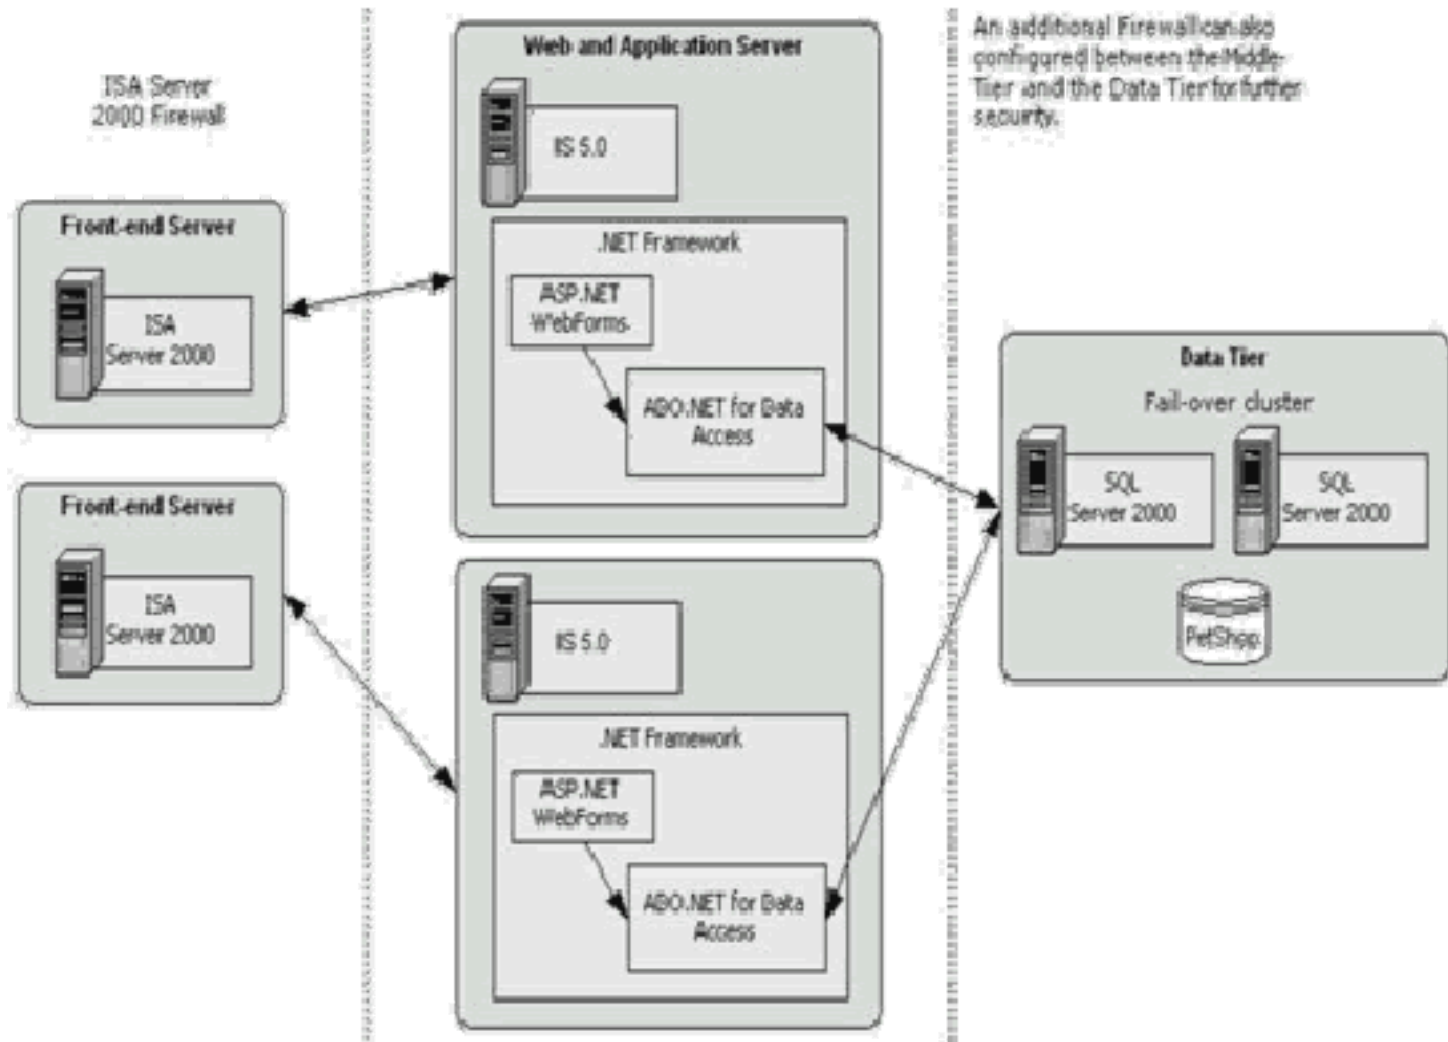 ISA Server
2000 Firewall
Front-end Server
ISA
Server 2000
Front-end Server
ISA
Server 2000
Web and Application Server
IIS 5.0
.NET Framework
ASP.NET
WebForms
ADO.NET for Data
Access
IIS 5.0
.NET Framework
ASP.NET
WebForms
ADO.NET for Data
Access
An additional Firewall can also
configured between the Middle-
Tier and the Data Tier for further
security.
Data Tier
Fail-over cluster
SQL
Server 2000
SQL
Server 2000
PetShop